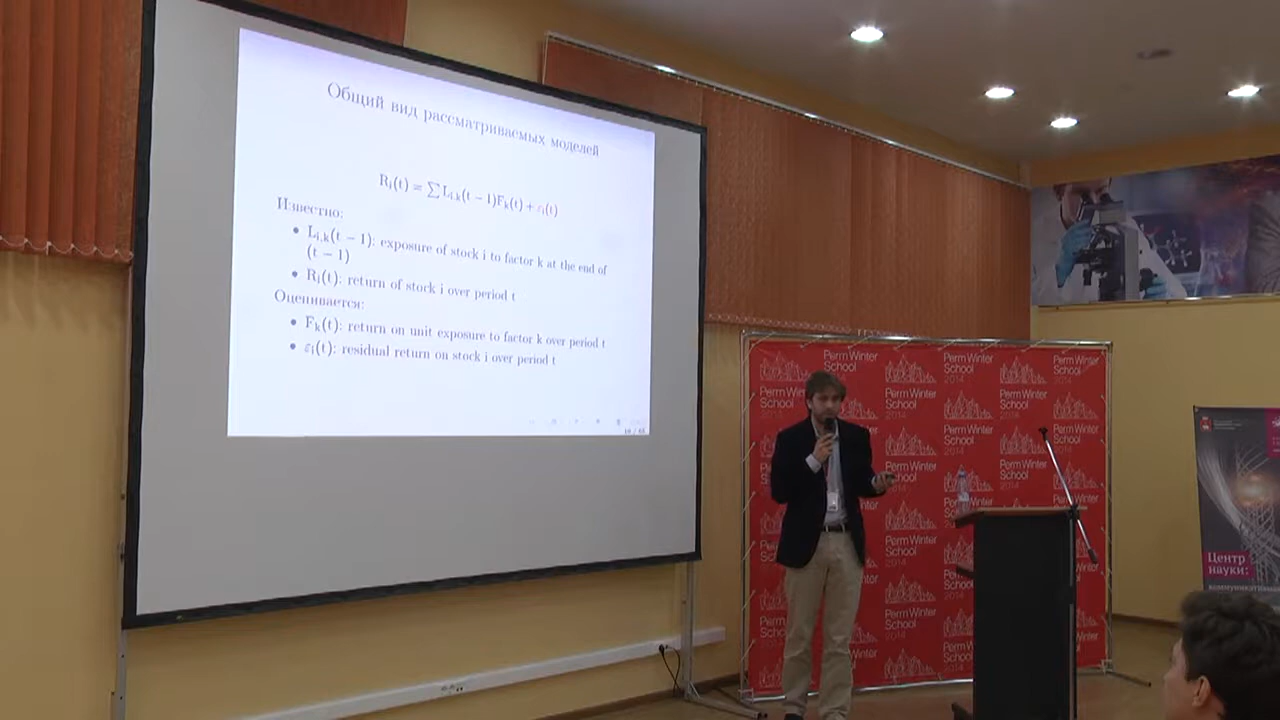 Общий вид рассматриваемых моделей
Rᵢ(t) = ∑Lᵢ,ₖ(t − 1)Fₖ(t) + εᵢ(t)
Известно:
• Lᵢ,ₖ(t − 1): exposure of stock i to factor k at the end of
(t − 1)
• Rᵢ(t): return of stock i over period t
Оценивается:
• Fₖ(t): return on unit exposure to factor k over period t
• εᵢ(t): residual return on stock i over period t
Perm Winter
School
2014
Центр
науки: